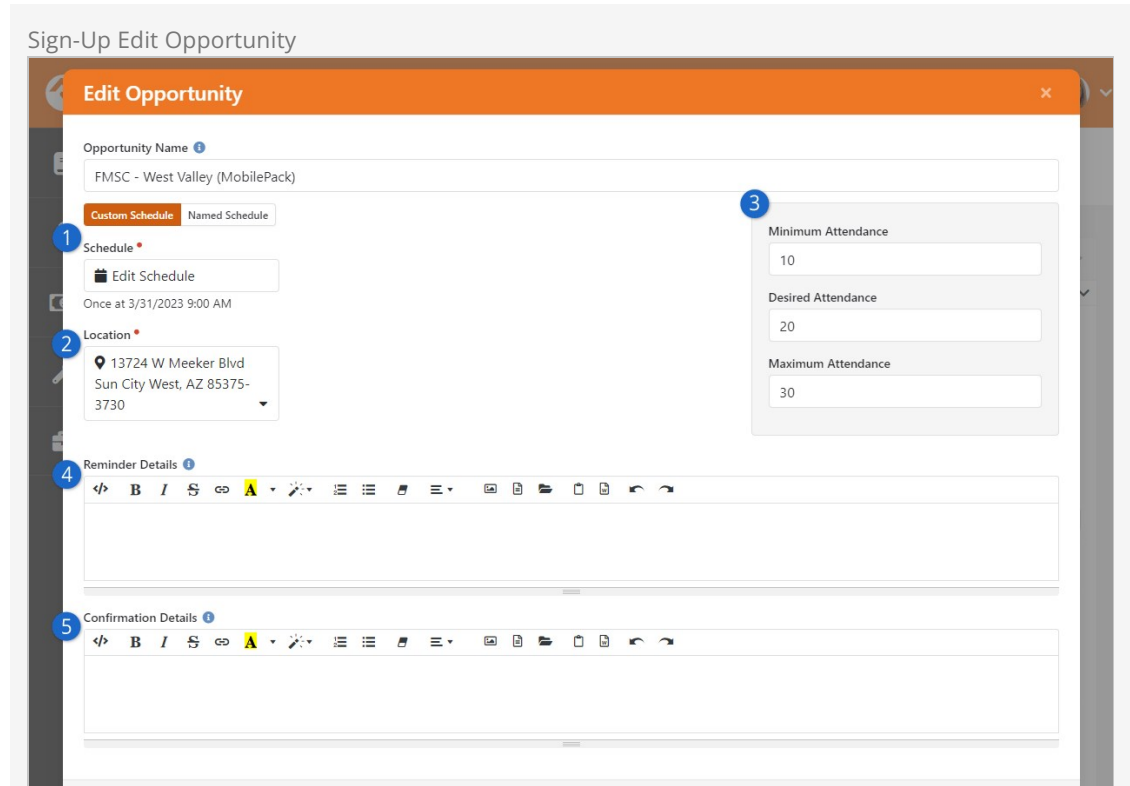 Sign-Up Edit Opportunity
Edit Opportunity
×
Opportunity Name
FMSC - West Valley (MobilePack)
Custom Schedule Named Schedule
1
Schedule
Edit Schedule
Once at 3/31/2023 9:00 AM
2
Location
13724 W Meeker Blvd
Sun City West, AZ 85375-
3730
3
Minimum Attendance
10
Desired Attendance
20
Maximum Attendance
30
4
Reminder Details
B I S A
5
Confirmation Details
B I S A